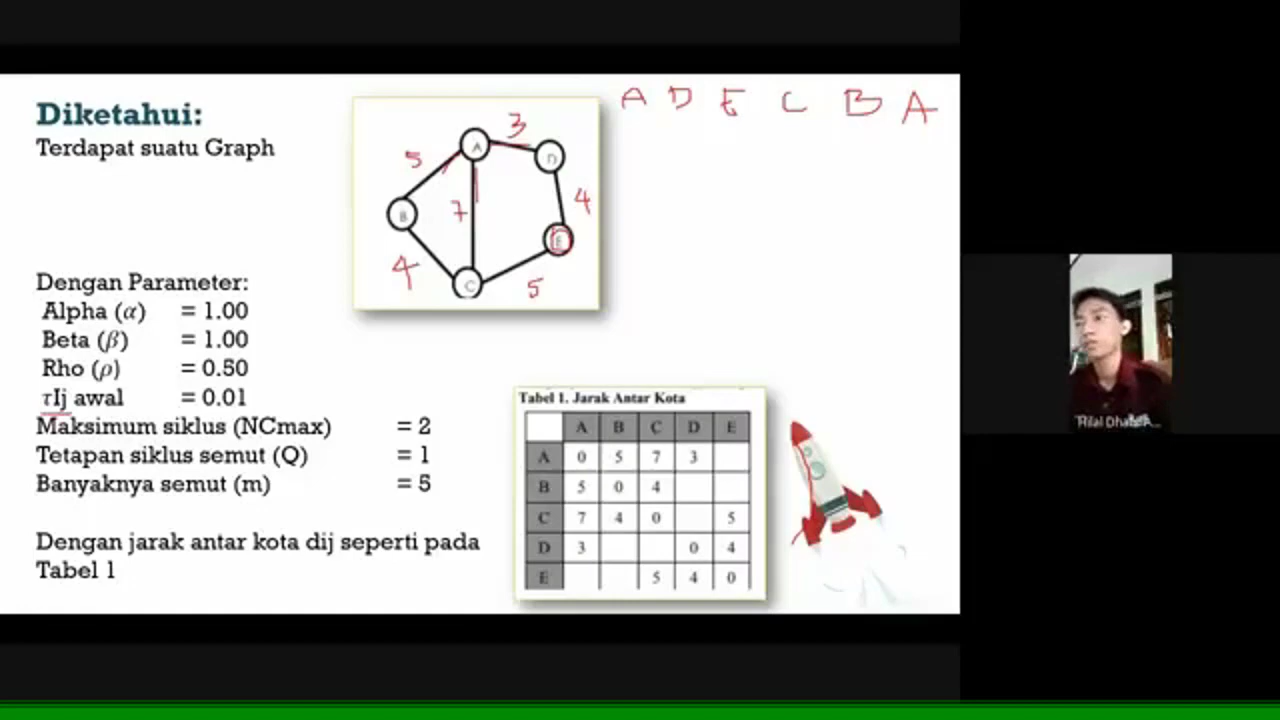 Diketahui:
Terdapat suatu Graph
A D E C B A
3
A
D
5
B
7
4
E
4
C
5
Dengan Parameter:
Alpha (α) = 1.00
Beta (β) = 1.00
Rho (ρ) = 0.50
τIj awal = 0.01
Maksimum siklus (NCmax) = 2
Tetapan siklus semut (Q) = 1
Banyaknya semut (m) = 5
Dengan jarak antar kota dij seperti pada
Tabel 1
Tabel 1. Jarak Antar Kota
A B C D E
A 0 5 7 3
B 5 0 4
C 7 4 0 5
D 3 0 4
E 5 4 0